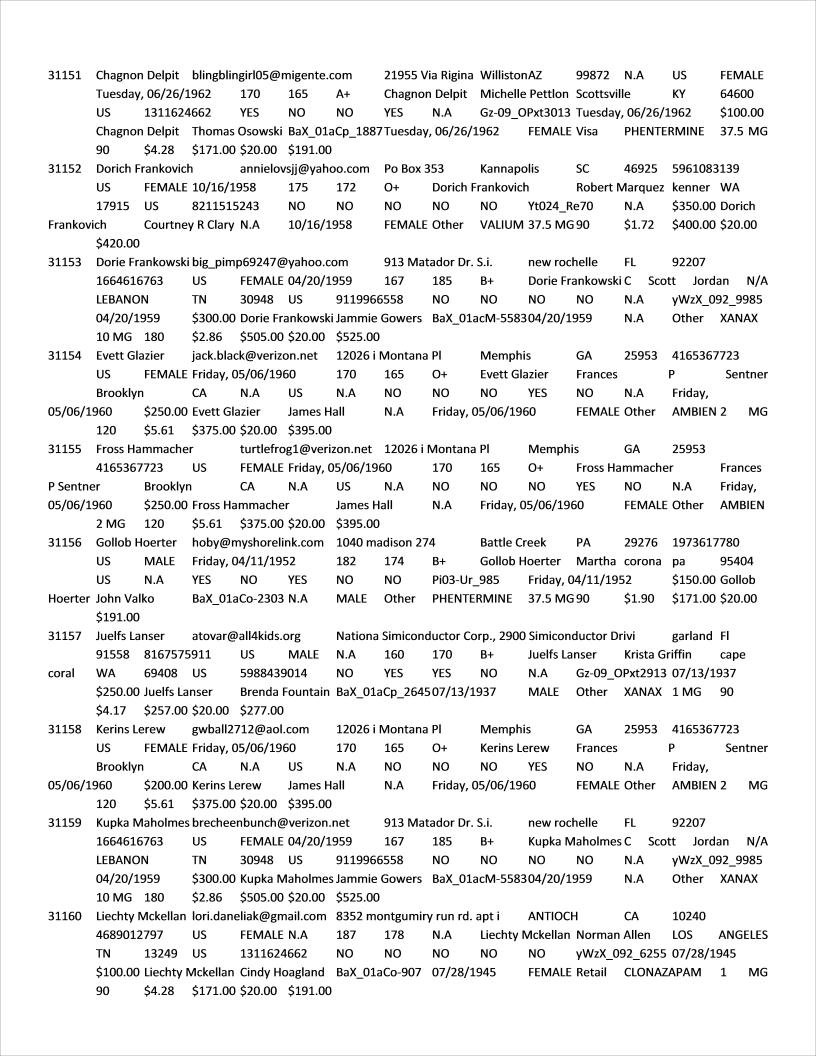 31151 Chagnon Delpit blingblingirl05@migente.com 21955 Via Rigina WillistonAZ 99872 N.A US FEMALE
Tuesday, 06/26/1962 170 165 A+ Chagnon Delpit Michelle Pettlon Scottsville KY 64600
US 1311624662 YES NO NO YES N.A Gz-09_OPxt3013 Tuesday, 06/26/1962 $100.00
Chagnon Delpit Thomas Osowski BaX_01aCp_1887Tuesday, 06/26/1962 FEMALE Visa PHENTERMINE 37.5 MG
90 $4.28 $171.00 $20.00 $191.00
31152 Dorich Frankovich annielovsjj@yahoo.com Po Box 353 Kannapolis SC 46925 5961083139
US FEMALE 10/16/1958 175 172 O+ Dorich Frankovich Robert Marquez kenner WA
17915 US 8211515243 NO NO NO NO NO Yt024_Re70 N.A $350.00 Dorich
Frankovich Courtney R Clary N.A 10/16/1958 FEMALE Other VALIUM 37.5 MG90 $1.72 $400.00 $20.00
$420.00
31153 Dorie Frankowski big_pimp69247@yahoo.com 913 Matador Dr. S.i. new rochelle FL 92207
1664616763 US FEMALE 04/20/1959 167 185 B+ Dorie Frankowski C Scott Jordan N/A
LEBANON TN 30948 US 9119966558 NO NO NO NO N.A yWzX_092_9985
04/20/1959 $300.00 Dorie Frankowski Jammie Gowers BaX_01acM-558304/20/1959 N.A Other XANAX
10 MG 180 $2.86 $505.00 $20.00 $525.00
31154 Evett Glazier jack.black@verizon.net 12026 i Montana Pl Memphis GA 25953 4165367723
US FEMALE Friday, 05/06/1960 170 165 O+ Evett Glazier Frances P Sentner
Brooklyn CA N.A US N.A NO NO NO YES NO N.A Friday,
05/06/1960 $250.00 Evett Glazier James Hall N.A Friday, 05/06/1960 FEMALE Other AMBIEN 2 MG
120 $5.61 $375.00 $20.00 $395.00
31155 Fross Hammacher turtlefrog1@verizon.net 12026 i Montana Pl Memphis GA 25953
4165367723 US FEMALE Friday, 05/06/1960 170 165 O+ Fross Hammacher Frances
P Sentner Brooklyn CA N.A US N.A NO NO NO YES NO N.A Friday,
05/06/1960 $250.00 Fross Hammacher James Hall N.A Friday, 05/06/1960 FEMALE Other AMBIEN
2 MG 120 $5.61 $375.00 $20.00 $395.00
31156 Gollob Hoerter hoby@myshorelink.com 1040 madison 274 Battle Creek PA 29276 1973617780
US MALE Friday, 04/11/1952 182 174 B+ Gollob Hoerter Martha corona pa 95404
US N.A YES NO YES NO NO Pi03-Ur_985 Friday, 04/11/1952 $150.00 Gollob
Hoerter John Valko BaX_01aCo-2303 N.A MALE Other PHENTERMINE 37.5 MG90 $1.90 $171.00 $20.00
$191.00
31157 Juelfs Lanser atovar@all4kids.org Nationa Simiconductor Corp., 2900 Simiconductor Drivi garland Fl
91558 8167575911 US MALE N.A 160 170 B+ Juelfs Lanser Krista Griffin cape
coral WA 69408 US 5988439014 NO YES YES NO N.A Gz-09_OPxt2913 07/13/1937
$250.00 Juelfs Lanser Brenda Fountain BaX_01aCp_264507/13/1937 MALE Other XANAX 1 MG 90
$4.17 $257.00 $20.00 $277.00
31158 Kerins Lerew gwball2712@aol.com 12026 i Montana Pl Memphis GA 25953 4165367723
US FEMALE Friday, 05/06/1960 170 165 O+ Kerins Lerew Frances P Sentner
Brooklyn CA N.A US N.A NO NO NO YES NO N.A Friday,
05/06/1960 $200.00 Kerins Lerew James Hall N.A Friday, 05/06/1960 FEMALE Other AMBIEN 2 MG
120 $5.61 $375.00 $20.00 $395.00
31159 Kupka Maholmes brecheenbunch@verizon.net 913 Matador Dr. S.i. new rochelle FL 92207
1664616763 US FEMALE 04/20/1959 167 185 B+ Kupka Maholmes C Scott Jordan N/A
LEBANON TN 30948 US 9119966558 NO NO NO NO N.A yWzX_092_9985
04/20/1959 $300.00 Kupka Maholmes Jammie Gowers BaX_01acM-558304/20/1959 N.A Other XANAX
10 MG 180 $2.86 $505.00 $20.00 $525.00
31160 Liechty Mckellan lori.daneliak@gmail.com 8352 montgumiry run rd. apt i ANTIOCH CA 10240
4689012797 US FEMALE N.A 187 178 N.A Liechty Mckellan Norman Allen LOS ANGELES
TN 13249 US 1311624662 NO NO NO NO NO yWzX_092_6255 07/28/1945
$100.00 Liechty Mckellan Cindy Hoagland BaX_01aCo-907 07/28/1945 FEMALE Retail CLONAZAPAM 1 MG
90 $4.28 $171.00 $20.00 $191.00